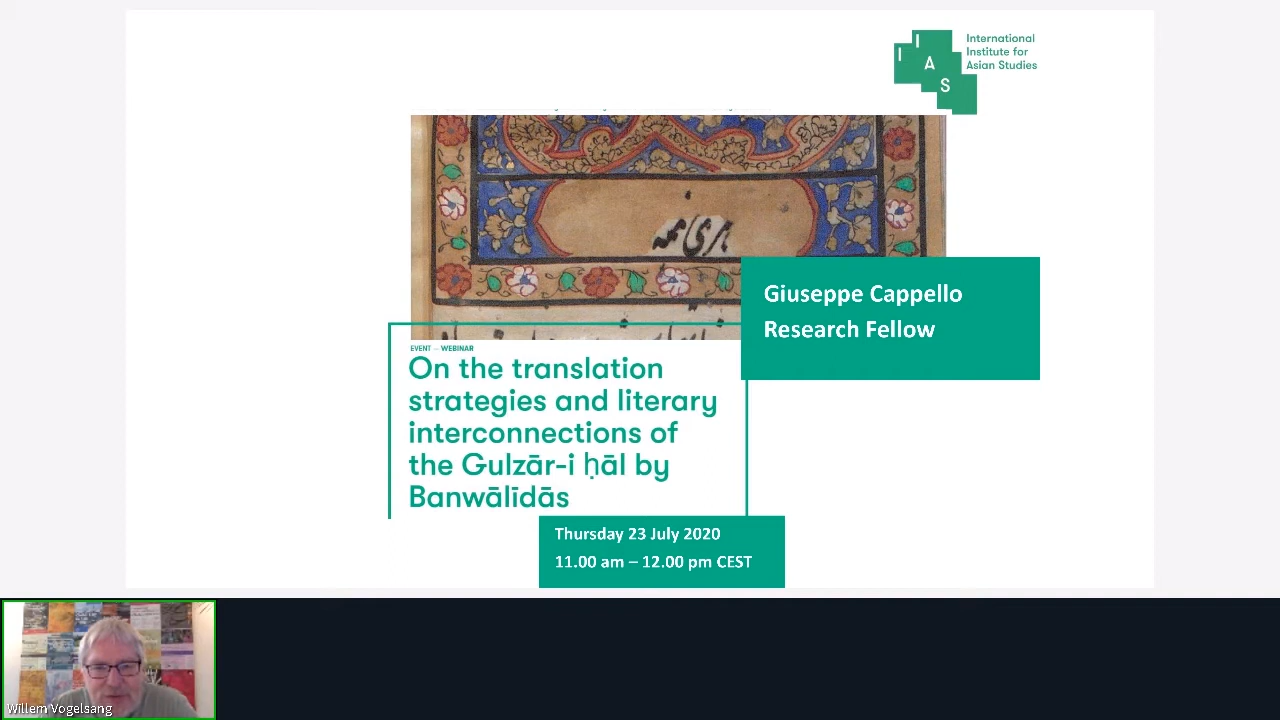 I
I
A
S
International
Institute for
Asian Studies
Giuseppe Cappello
Research Fellow
EVENT — WEBINAR
On the translation
strategies and literary
interconnections of
the Gulzār-i ḥāl by
Banwālīdās
Thursday 23 July 2020
11.00 am – 12.00 pm CEST
Willem Vogelsang